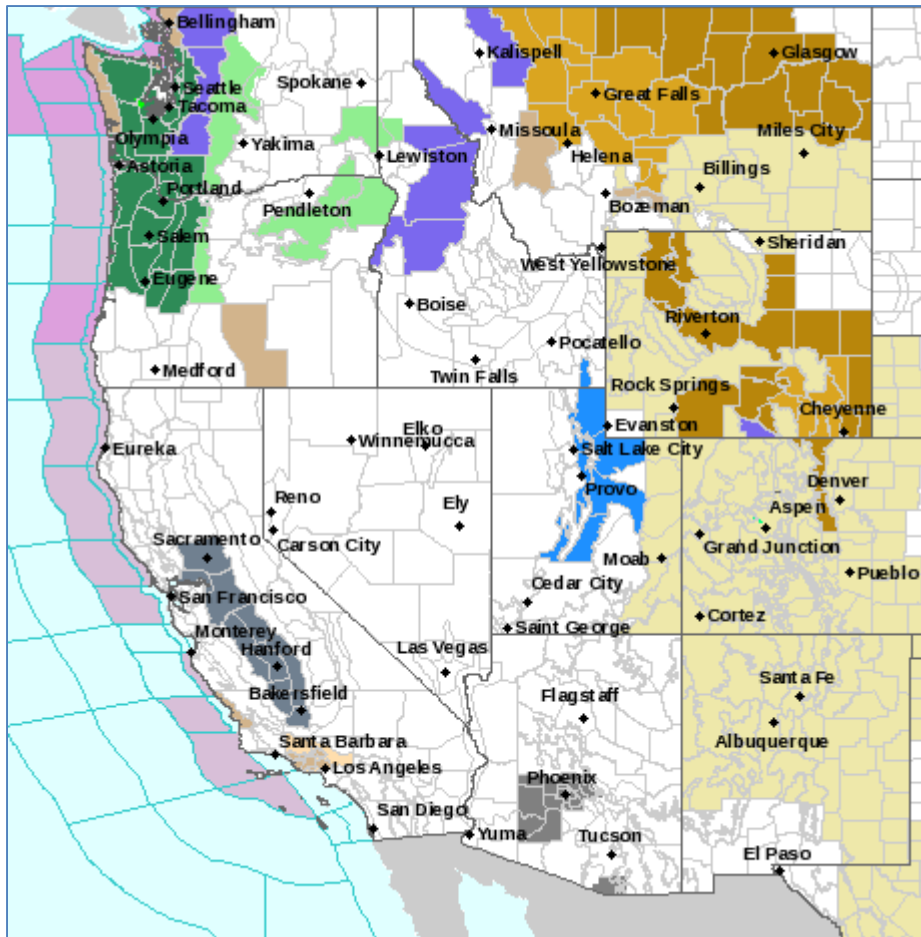 Bellingham
Kalispell
Glasgow
Spokane
Seattle
Great Falls
Tacoma
Olympia
Missoula
Miles City
Yakima
Helena
Astoria
Lewiston
Billings
Portland
Pendleton
Bozeman
Salem
Sheridan
West Yellowstone
Eugene
Boise
Riverton
Pocatello
Medford
Twin Falls
Rock Springs
Cheyenne
Elko
Evanston
Eureka
Winnemucca
Salt Lake City
Provo
Denver
Reno
Ely
Aspen
Sacramento
Carson City
Grand Junction
Moab
Pueblo
San Francisco
Cedar City
Cortez
Monterey
Saint George
Hanford
Las Vegas
Santa Fe
Bakersfield
Flagstaff
Albuquerque
Santa Barbara
Los Angeles
Phoenix
San Diego
Yuma
Tucson
El Paso